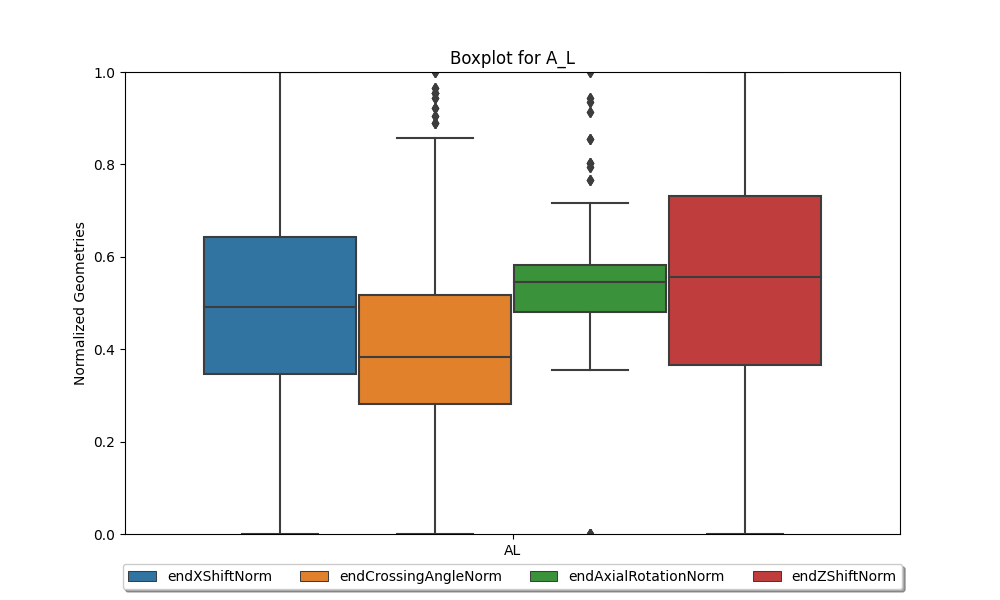 Boxplot for A_L
1.0
0.8
0.6
0.4
0.2
0.0
Normalized Geometries
AL
endXShiftNorm endCrossingAngleNorm endAxialRotationNorm endZShiftNorm